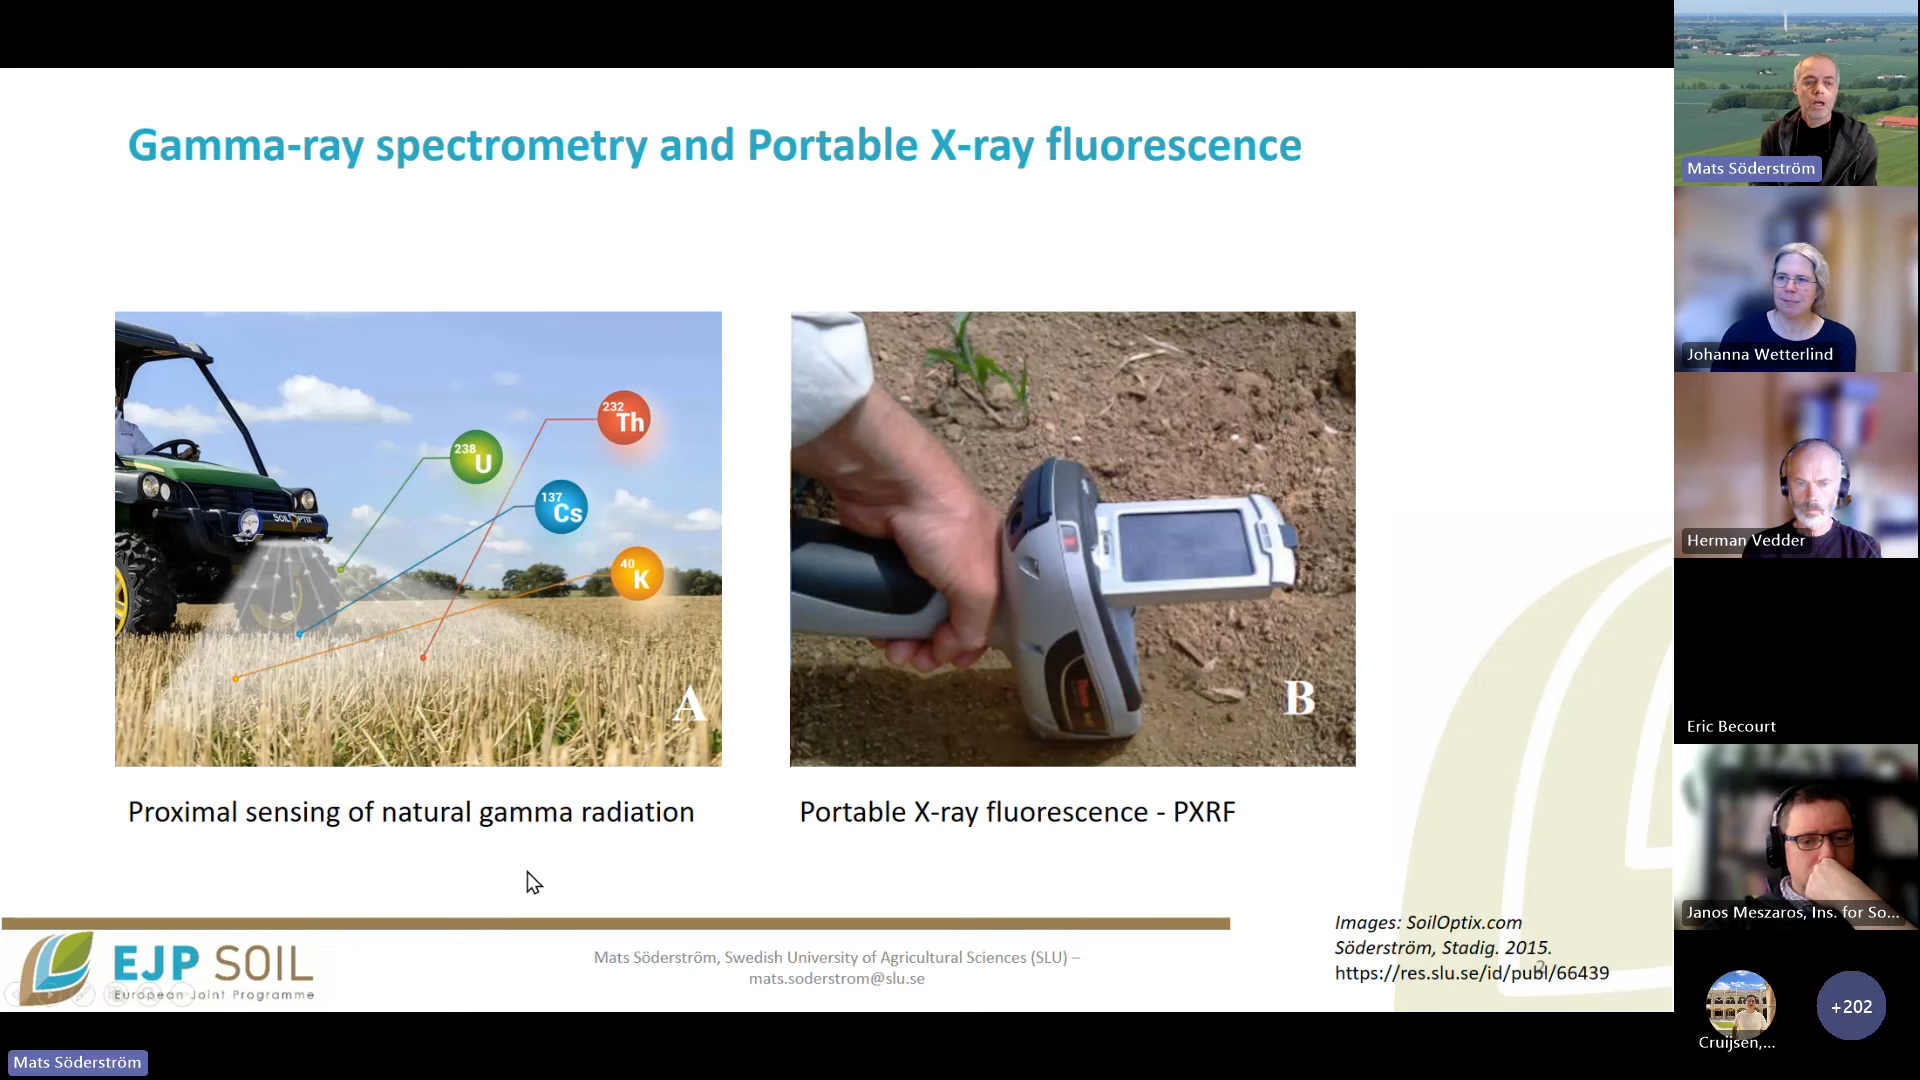 Gamma-ray spectrometry and Portable X-ray fluorescence
232
Th
238
U
137
Cs
40
K
SOILOPTIX
A
B
Proximal sensing of natural gamma radiation
Portable X-ray fluorescence - PXRF
EJP SOIL
European Joint Programme
Mats Söderström, Swedish University of Agricultural Sciences (SLU) –
mats.soderstrom@slu.se
Images: SoilOptix.com
Söderström, Stadig. 2015.
https://res.slu.se/id/publ/66439
2
Mats Söderström
Mats Söderström
Johanna Wetterlind
Herman Vedder
Eric Becourt
Janos Meszaros, Ins. for So...
Cruijsen,...
+202